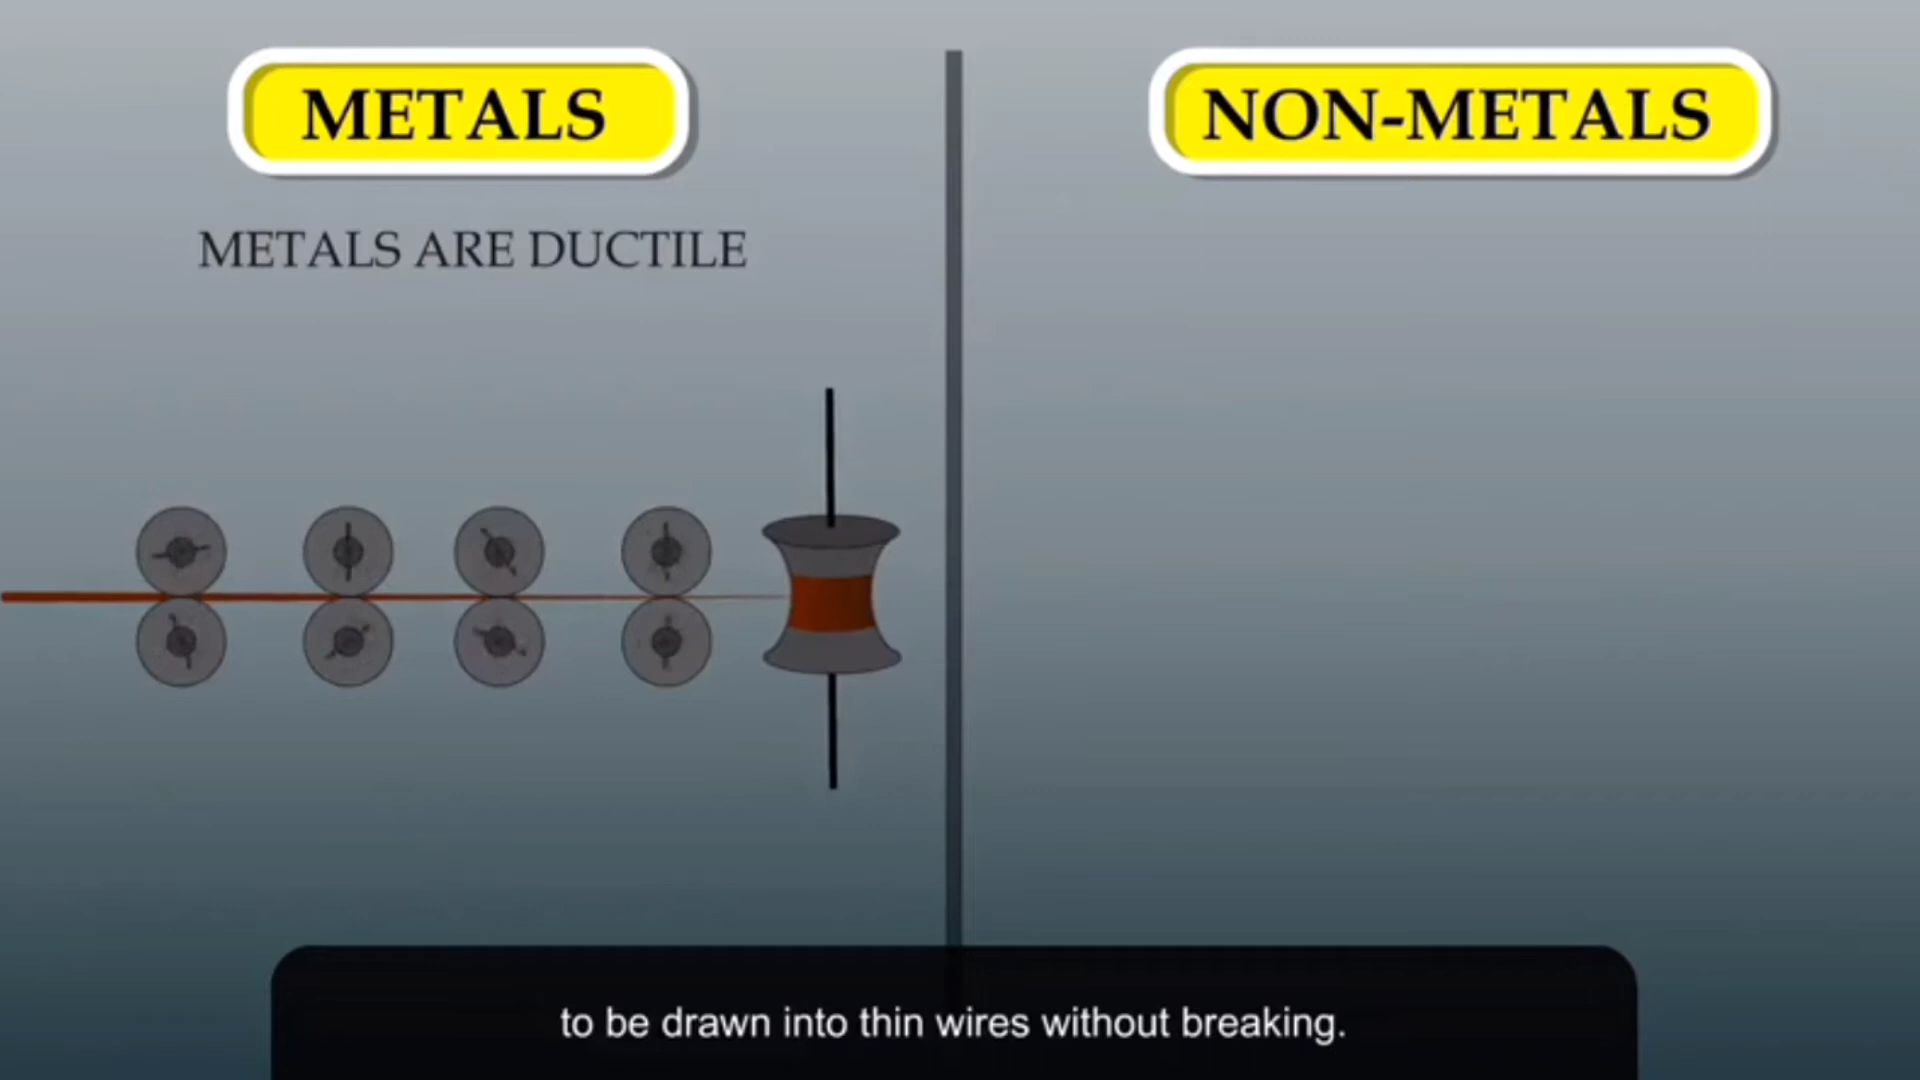 METALS
NON-METALS
METALS ARE DUCTILE
to be drawn into thin wires without breaking.